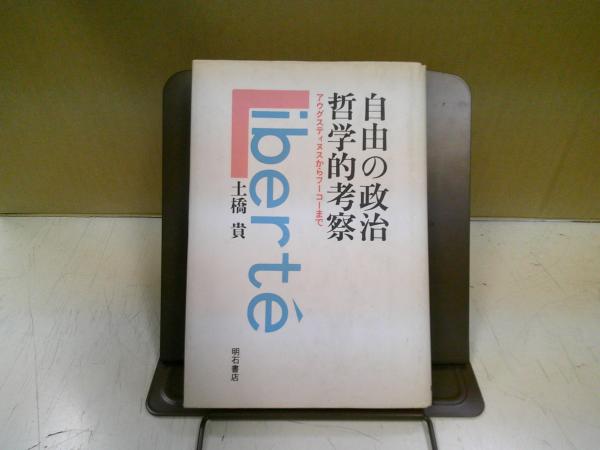 自由の政治
哲学的考察
アウグスティヌスからフーコーまで
Liberté
土橋 貴
明石書店